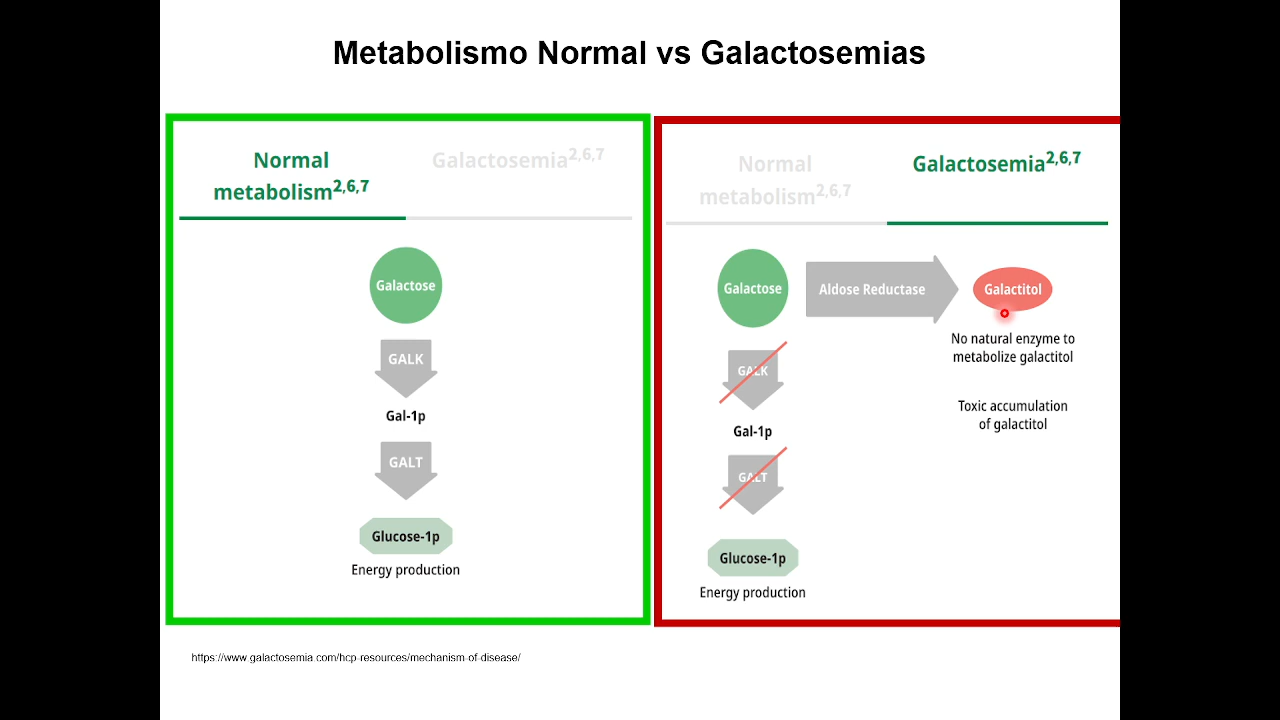 Metabolismo Normal vs Galactosemias
Normal
metabolism2,6,7
Galactosemia2,6,7
Galactose
GALK
Gal-1p
GALT
Glucose-1p
Energy production
Normal
metabolism2,6,7
Galactosemia2,6,7
Galactose
Aldose Reductase
Galactitol
No natural enzyme to
metabolize galactitol
Toxic accumulation
of galactitol
GALK
Gal-1p
GALT
Glucose-1p
Energy production
https://www.galactosemia.com/hcp-resources/mechanism-of-disease/